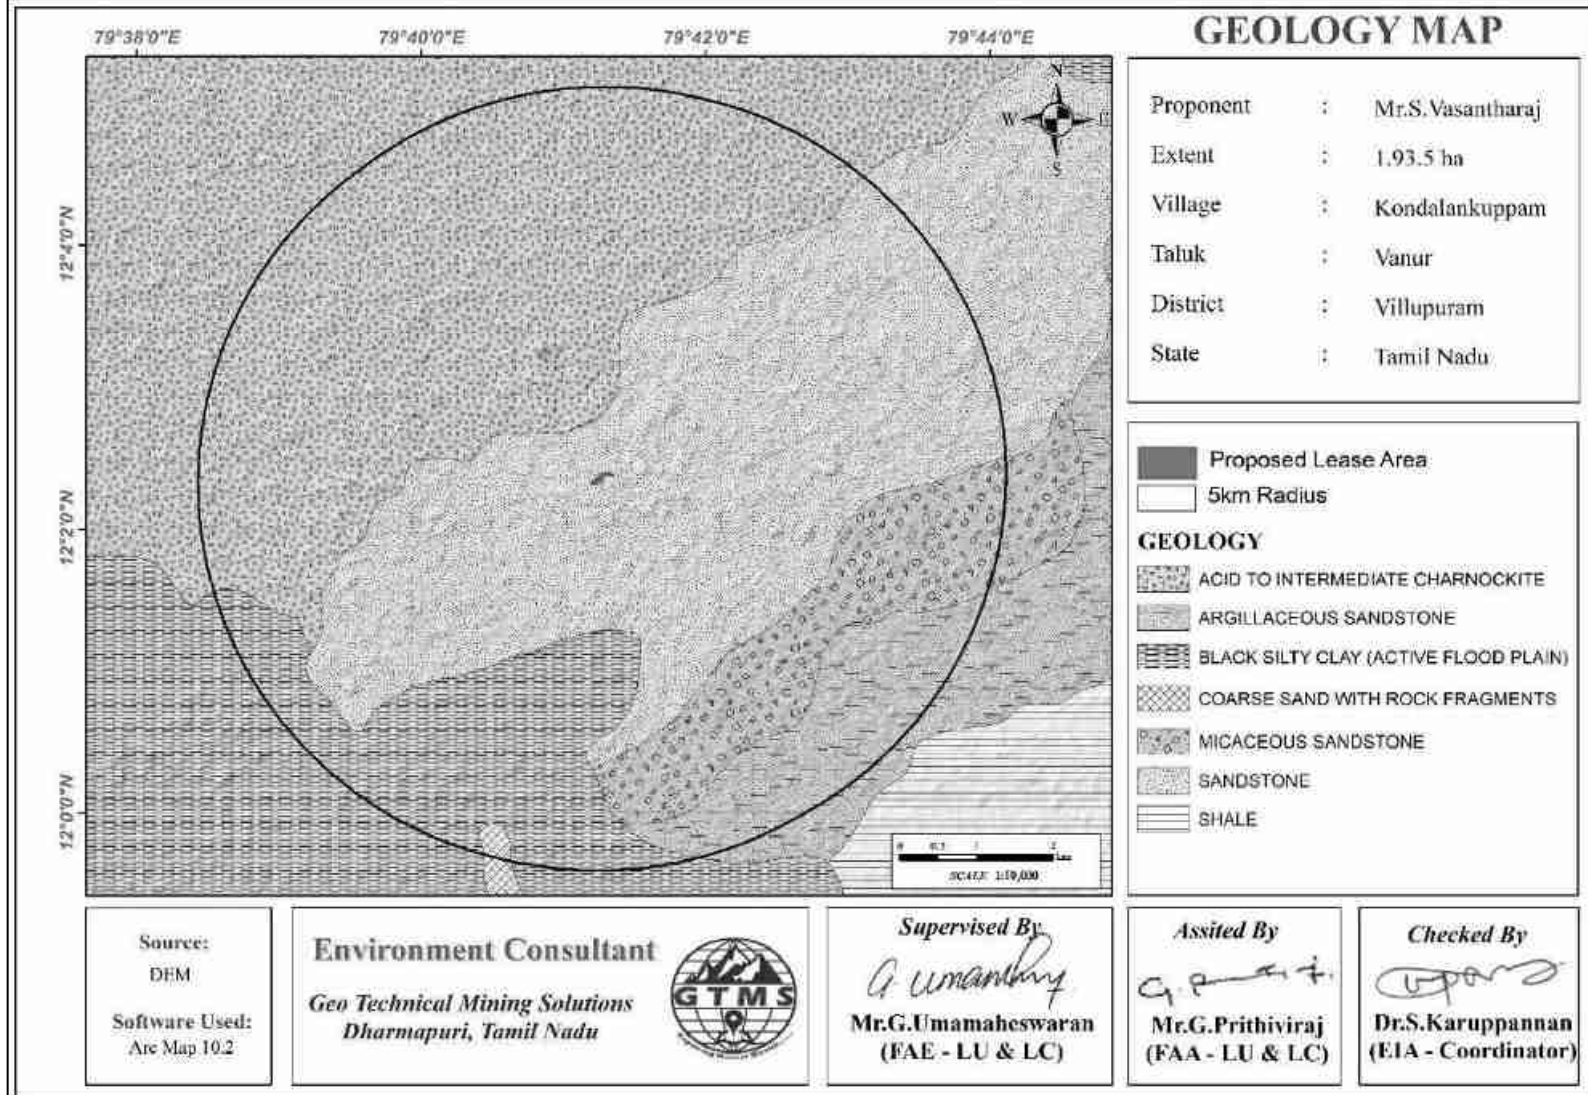 GEOLOGY MAP
79°38'0"E 79°40'0"E 79°42'0"E 79°44'0"E
12°4'0"N
12°2'0"N
12°0'0"N
N
W E
S
Proponent : Mr.S.Vasantharaj
Extent : 1.93.5 ha
Village : Kondalankuppam
Taluk : Vanur
District : Villupuram
State : Tamil Nadu
Proposed Lease Area
5km Radius
GEOLOGY
ACID TO INTERMEDIATE CHARNOCKITE
ARGILLACEOUS SANDSTONE
BLACK SILTY CLAY (ACTIVE FLOOD PLAIN)
COARSE SAND WITH ROCK FRAGMENTS
MICACEOUS SANDSTONE
SANDSTONE
SHALE
0 0.5 1 2
SCALE
Source:
DEM
Software Used:
Arc Map 10.2
Environment Consultant
Geo Technical Mining Solutions
Dharmapuri, Tamil Nadu
GTMS
Supervised By
G Umamahey
Mr.G.Umamaheswaran
(FAE - LU & LC)
Assited By
Mr.G.Prithiviraj
(FAA - LU & LC)
Checked By
Dr.S.Karuppannan
(EIA - Coordinator)